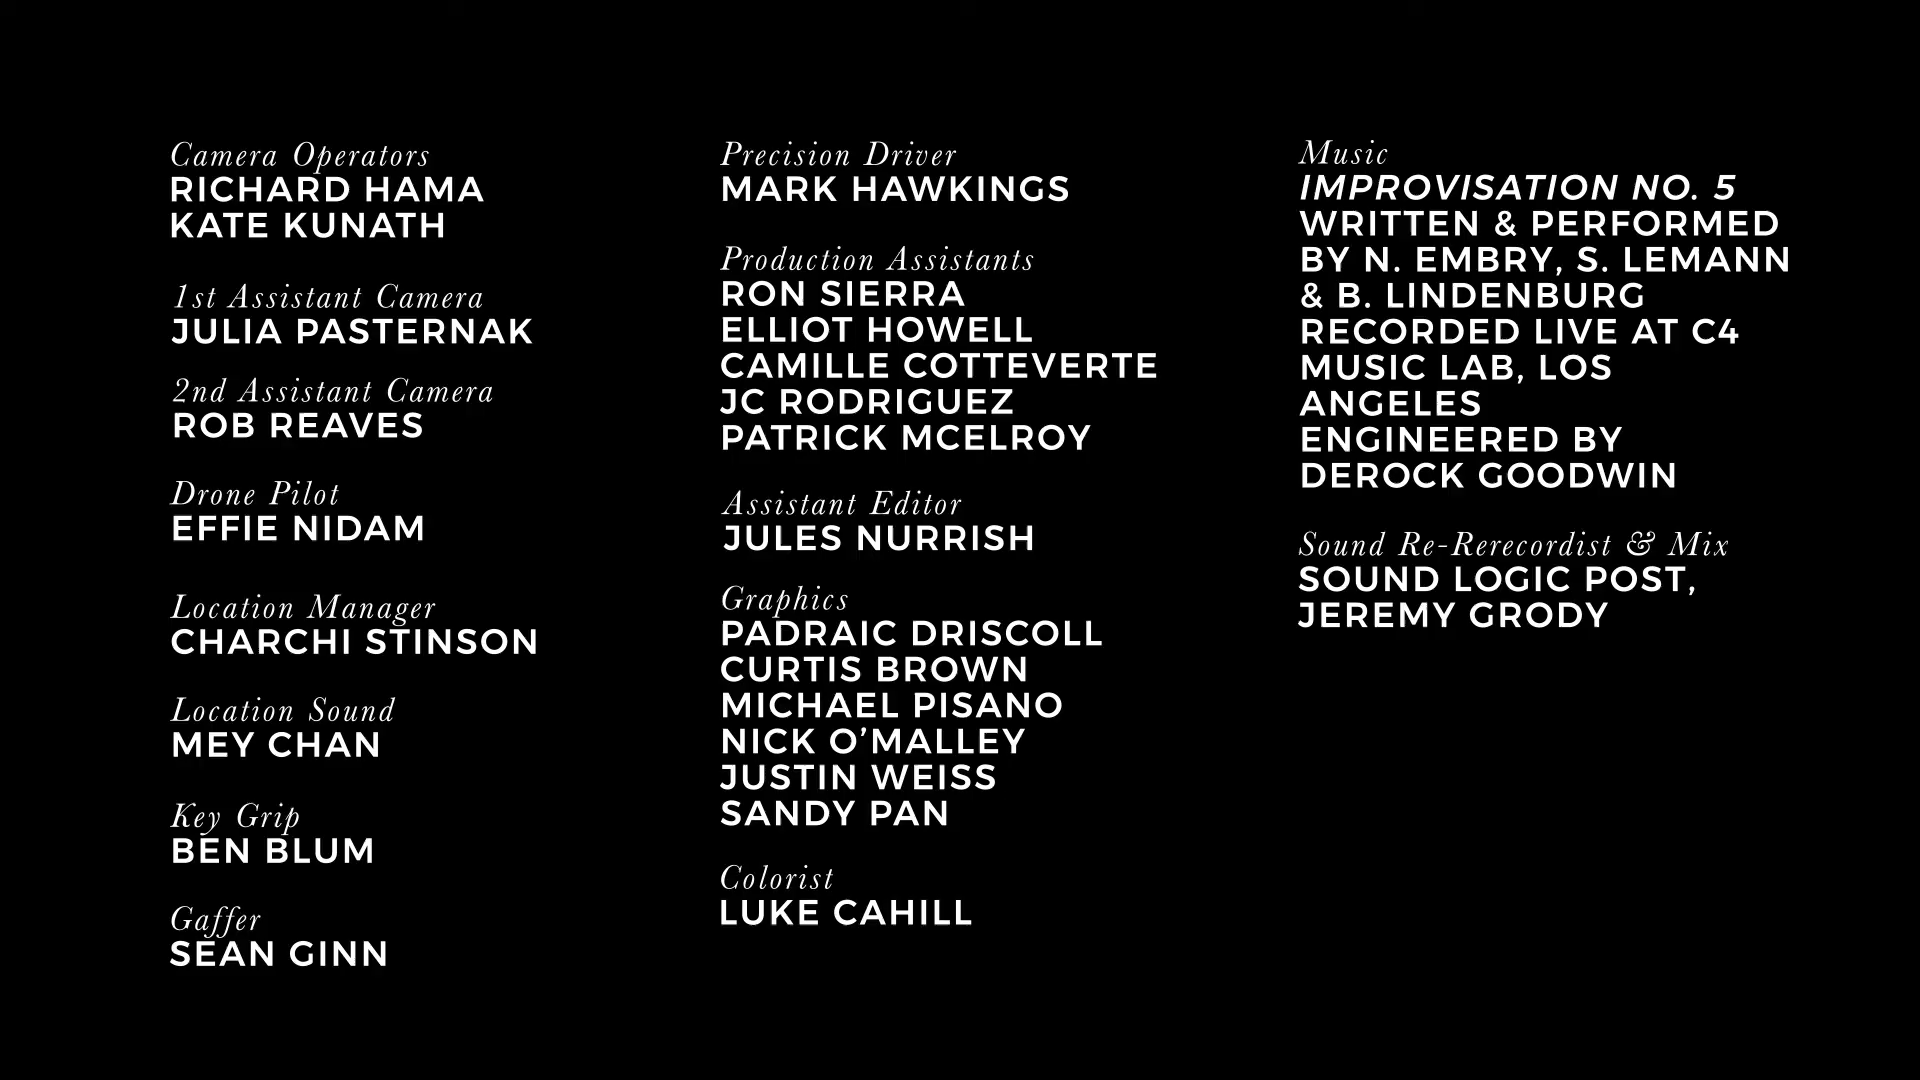 Camera Operators
RICHARD HAMA
KATE KUNATH
1st Assistant Camera
JULIA PASTERNAK
2nd Assistant Camera
ROB REAVES
Drone Pilot
EFFIE NIDAM
Location Manager
CHARCHI STINSON
Location Sound
MEY CHAN
Key Grip
BEN BLUM
Gaffer
SEAN GINN
Precision Driver
MARK HAWKINGS
Production Assistants
RON SIERRA
ELLIOT HOWELL
CAMILLE COTTEVERTE
JC RODRIGUEZ
PATRICK MCELROY
Assistant Editor
JULES NURRISH
Graphics
PADRAIC DRISCOLL
CURTIS BROWN
MICHAEL PISANO
NICK O’MALLEY
JUSTIN WEISS
SANDY PAN
Colorist
LUKE CAHILL
Music
IMPROVISATION NO. 5
WRITTEN & PERFORMED
BY N. EMBRY, S. LEMANN
& B. LINDENBURG
RECORDED LIVE AT C4
MUSIC LAB, LOS
ANGELES
ENGINEERED BY
DEROCK GOODWIN
Sound Re-Rerecordist & Mix
SOUND LOGIC POST,
JEREMY GRODY